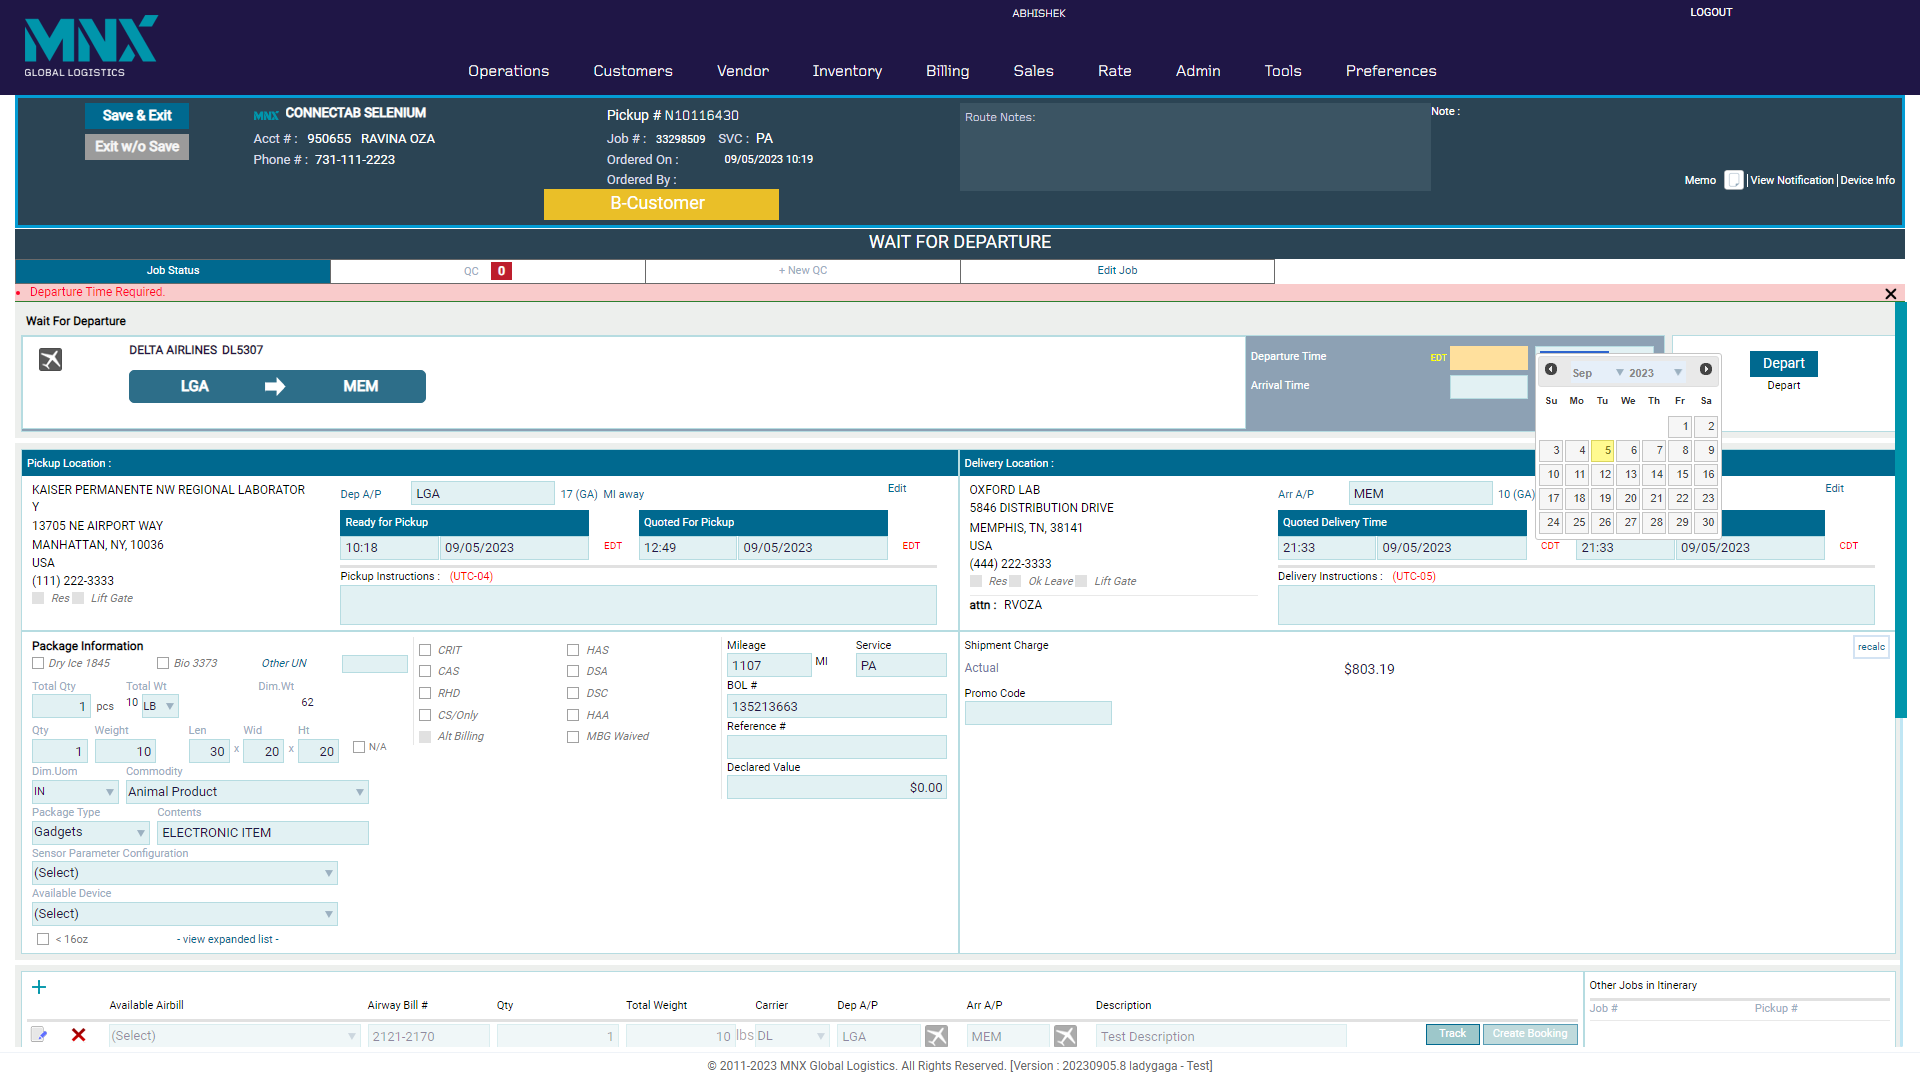 MNX
GLOBAL LOGISTICS
ABHISHEK
LOGOUT
Operations Customers Vendor Inventory Billing Sales Rate Admin Tools Preferences
Save & Exit
Exit w/o Save
MNX CONNECTAB SELENIUM
Acct # : 950655 RAVINA OZA
Phone # : 731-111-2223
Pickup # N10116430
Job # : 33298509 SVC : PA
Ordered On : 09/05/2023 10:19
Ordered By :
B-Customer
Route Notes:
Note :
Memo View Notification Device Info
WAIT FOR DEPARTURE
Job Status QC 0 + New QC Edit Job
Departure Time Required.
Wait For Departure
DELTA AIRLINES DL5307
LGA MEM
Departure Time EDT
Arrival Time
Sep 2023
Su Mo Tu We Th Fr Sa
1 2
3 4 5 6 7 8 9
10 11 12 13 14 15 16
17 18 19 20 21 22 23
24 25 26 27 28 29 30
Depart
Depart
Pickup Location :
KAISER PERMANENTE NW REGIONAL LABORATOR
Y
13705 NE AIRPORT WAY
MANHATTAN, NY, 10036
USA
(111) 222-3333
Res Lift Gate
Dep A/P LGA 17 (GA) MI away Edit
Ready for Pickup Quoted For Pickup
10:18 09/05/2023 EDT 12:49 09/05/2023 EDT
Pickup Instructions : (UTC-04)
Delivery Location :
OXFORD LAB
5846 DISTRIBUTION DRIVE
MEMPHIS, TN, 38141
USA
(444) 222-3333
Res Ok Leave Lift Gate
attn : RVOZA
Arr A/P MEM 10 (GA) Edit
Quoted Delivery Time
21:33 09/05/2023 CDT 21:33 09/05/2023 CDT
Delivery Instructions : (UTC-05)
Package Information
Dry Ice 1845 Bio 3373 Other UN
Total Qty Total Wt Dim.Wt
1 pcs 10 LB 62
Qty Weight Len Wid Ht
1 10 30 x 20 x 20 N/A
Dim.Uom Commodity
IN Animal Product
Package Type Contents
Gadgets ELECTRONIC ITEM
Sensor Parameter Configuration
(Select)
Available Device
(Select)
< 16oz - view expanded list -
CRIT HAS
CAS DSA
RHD DSC
CS/Only HAA
Alt Billing MBG Waived
Mileage Service
1107 MI PA
BOL #
135213663
Reference #
Declared Value
$0.00
Shipment Charge
recalc
Actual $803.19
Promo Code
Available Airbill Airway Bill # Qty Total Weight Carrier Dep A/P Arr A/P Description
(Select) 2121-2170 1 10 lbs DL LGA MEM Test Description Track Create Booking
Other Jobs in Itinerary
Job # Pickup #
© 2011-2023 MNX Global Logistics. All Rights Reserved. [Version : 20230905.8 ladygaga - Test]